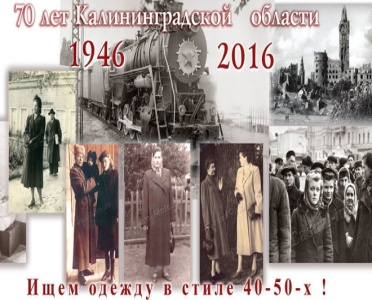 70 лет Калининградской области
1946 2016
Ищем одежду в стиле 40-50-х !